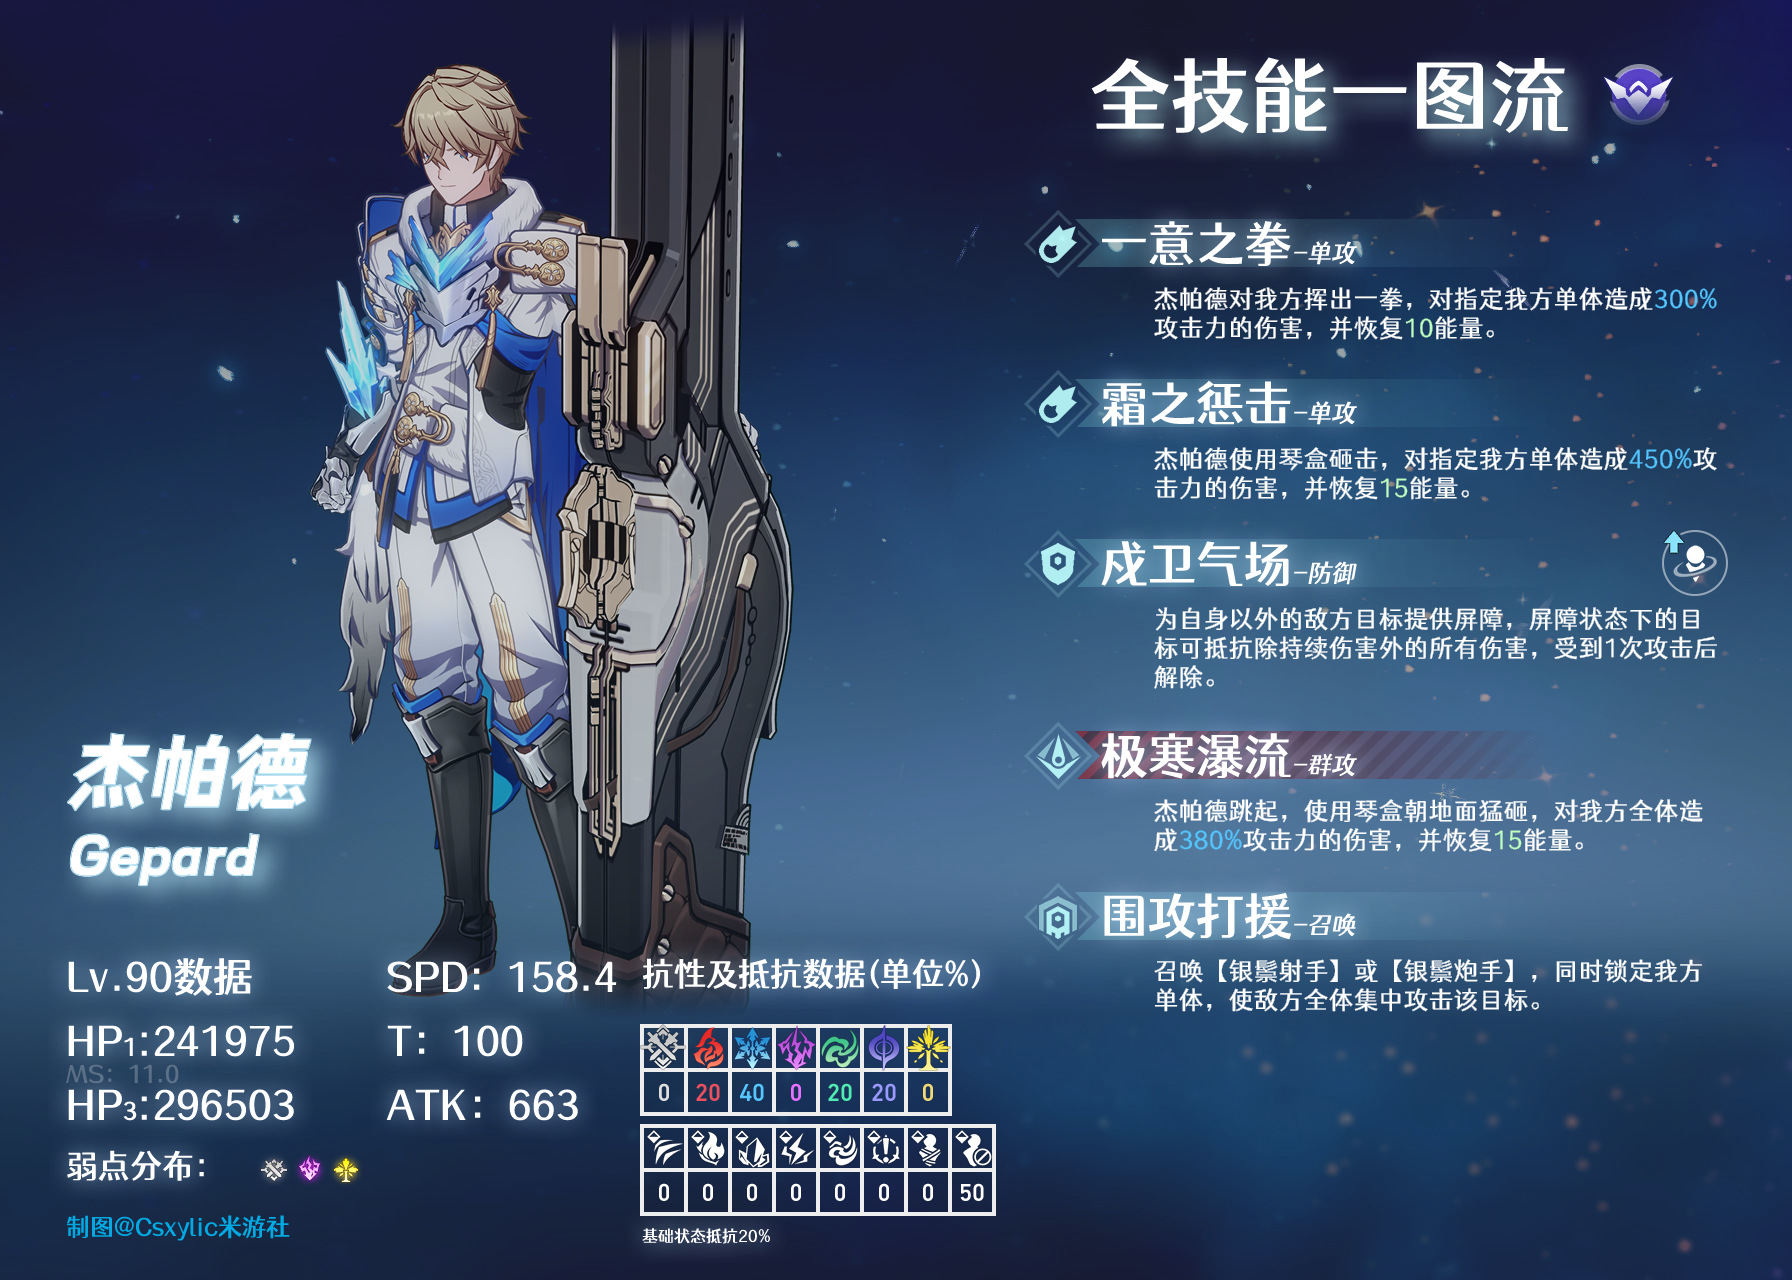 全技能一图流
一意之拳-单攻
杰帕德对我方挥出一拳，对指定我方单体造成300%
攻击力的伤害，并恢复10能量。
霜之惩击-单攻
杰帕德使用琴盒砸击，对指定我方单体造成450%攻
击力的伤害，并恢复15能量。
戍卫气场-防御
为自身以外的敌方目标提供屏障，屏障状态下的目
标可抵抗除持续伤害外的所有伤害，受到1次攻击后
解除。
极寒瀑流-群攻
杰帕德跳起，使用琴盒朝地面猛砸，对我方全体造
成380%攻击力的伤害，并恢复15能量。
围攻打援-召唤
召唤【银鬃射手】或【银鬃炮手】，同时锁定我方
单体，使敌方全体集中攻击该目标。
杰帕德
Gepard
Lv.90数据
SPD：158.4
HP1:241975
T：100
MS：11.0
HP3:296503
ATK：663
弱点分布：
制图@Csxylic米游社
抗性及抵抗数据(单位%)
0 20 40 0 20 20 0
0 0 0 0 0 0 0 50
基础状态抵抗20%